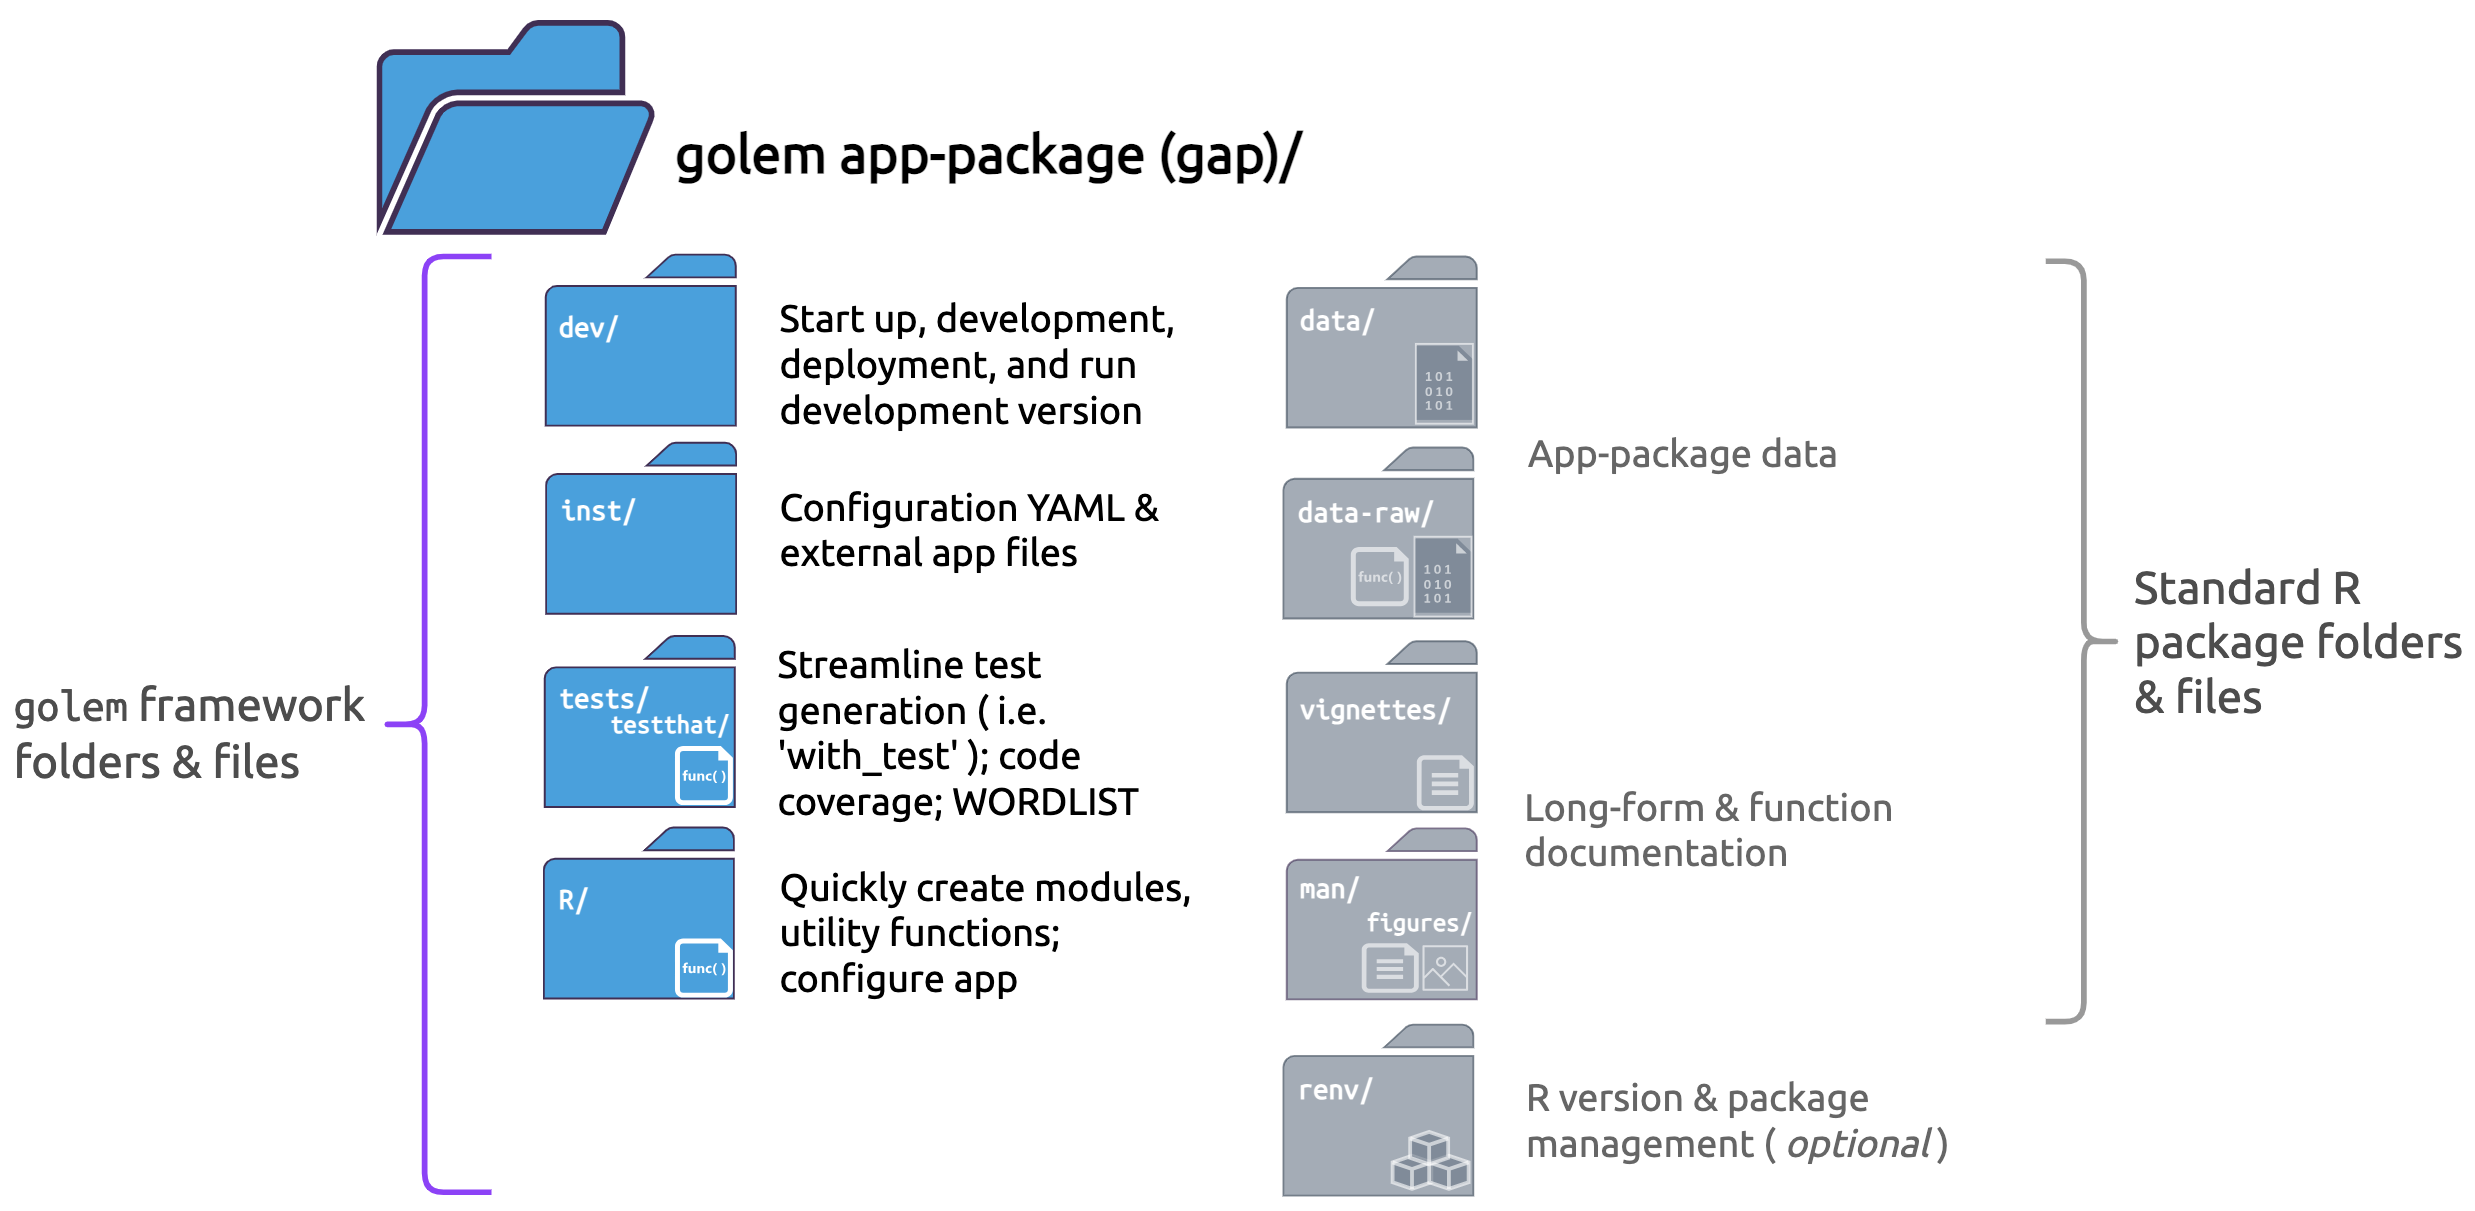 golem app-package (gap)/
golem framework
folders & files
dev/
Start up, development,
deployment, and run
development version
inst/
Configuration YAML &
external app files
tests/
testthat/
func()
Streamline test
generation ( i.e.
'with_test' ); code
coverage; WORDLIST
R/
func()
Quickly create modules,
utility functions;
configure app
data/
101
010
101
App-package data
data-raw/
func()
101
010
101
vignettes/
Long-form & function
documentation
man/
figures/
renv/
R version & package
management ( optional )
Standard R
package folders
& files